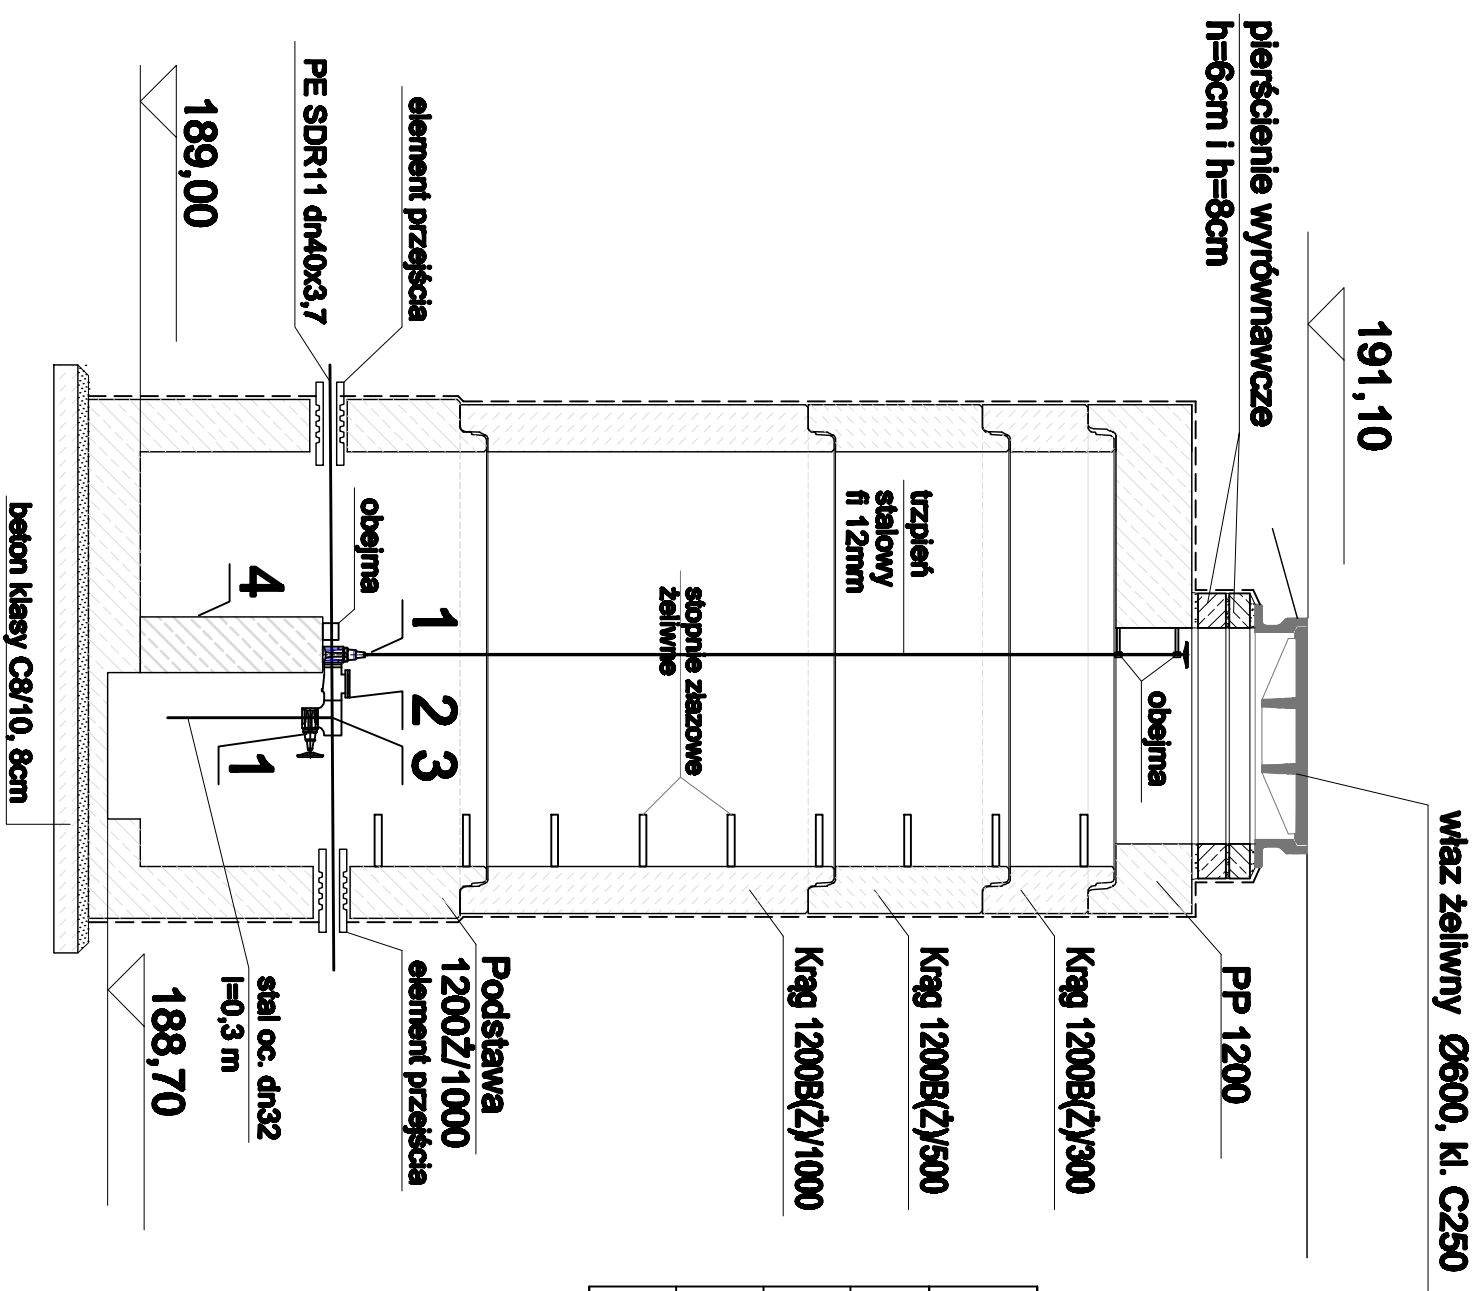 właz żeliwny Ø600, kl. C250
191,10
pierścienie wyrównawcze
h=6cm i h=8cm
PP 1200
obejma
Krąg 1200B(Ż)/300
trzpień
stalowy
fi 12mm
Krąg 1200B(Ż)/500
Krąg 1200B(Ż)/1000
stopnie złazowe
żeliwne
Podstawa
1200Ż/1000
element przejścia
element przejścia
1
2
3
obejma
PE SDR11 dn40x3,7
4
1
stal oc. dn32
l=0,3 m
189,00
188,70
beton klasy C8/10, 8cm